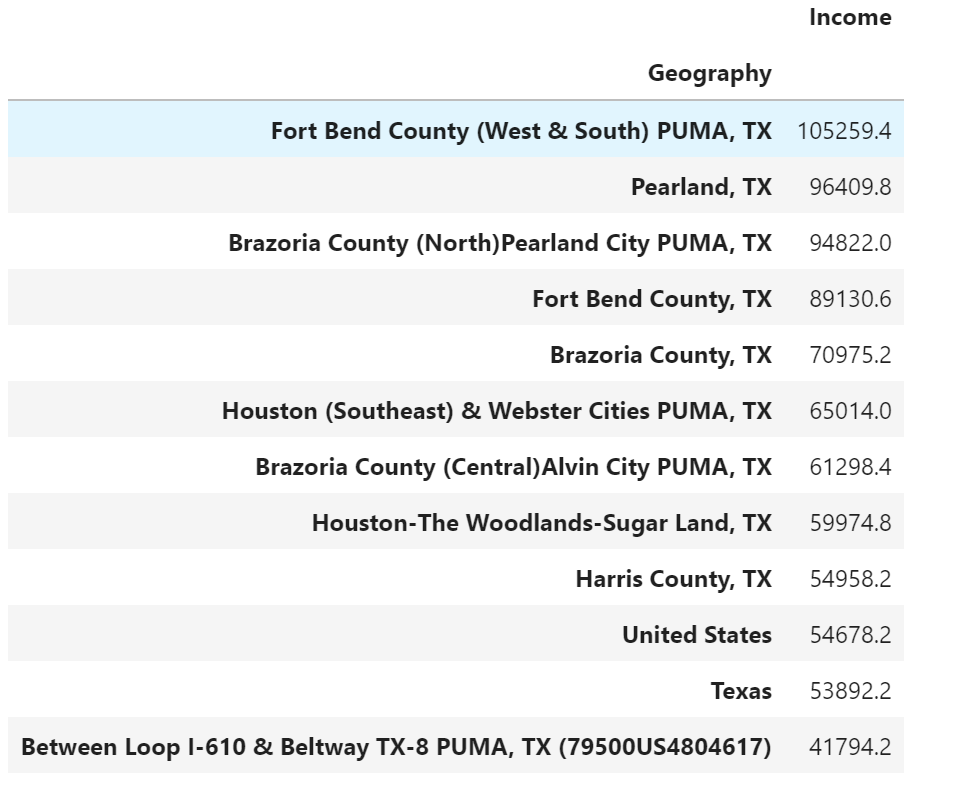 Income
Geography
Fort Bend County (West & South) PUMA, TX 105259.4
Pearland, TX 96409.8
Brazoria County (North)Pearland City PUMA, TX 94822.0
Fort Bend County, TX 89130.6
Brazoria County, TX 70975.2
Houston (Southeast) & Webster Cities PUMA, TX 65014.0
Brazoria County (Central)Alvin City PUMA, TX 61298.4
Houston-The Woodlands-Sugar Land, TX 59974.8
Harris County, TX 54958.2
United States 54678.2
Texas 53892.2
Between Loop I-610 & Beltway TX-8 PUMA, TX (79500US4804617) 41794.2